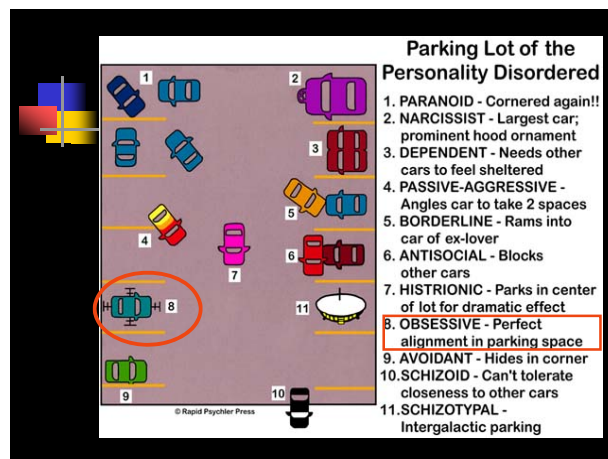 Parking Lot of the
Personality Disordered
1. PARANOID - Cornered again!!
2. NARCISSIST - Largest car;
prominent hood ornament
3. DEPENDENT - Needs other
cars to feel sheltered
4. PASSIVE-AGGRESSIVE -
Angles car to take 2 spaces
5. BORDERLINE - Rams into
car of ex-lover
6. ANTISOCIAL - Blocks
other cars
7. HISTRIONIC - Parks in center
of lot for dramatic effect
8. OBSESSIVE - Perfect
alignment in parking space
9. AVOIDANT - Hides in corner
10.SCHIZOID - Can't tolerate
closeness to other cars
11.SCHIZOTYPAL -
Intergalactic parking
1
2
3
5
4
6
7
8
11
9
10
© Rapid Psychler Press